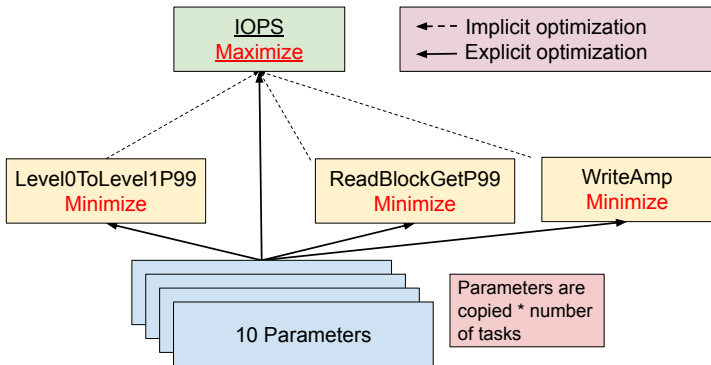 IOPS
Maximize
Implicit optimization
Explicit optimization
Level0ToLevel1P99
Minimize
ReadBlockGetP99
Minimize
WriteAmp
Minimize
10 Parameters
Parameters are
copied * number
of tasks